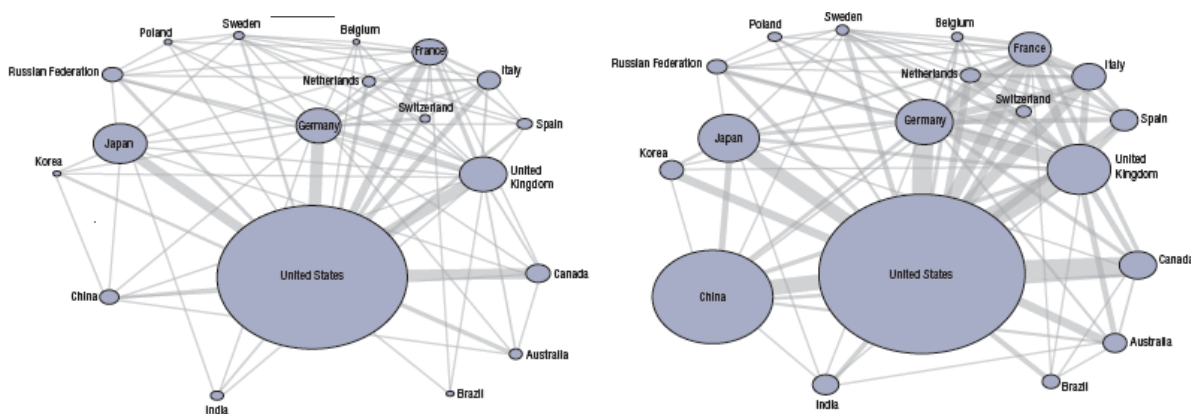 Sweden
Belgium
Poland
France
Russian Federation
Netherlands
Italy
Switzerland
Germany
Spain
Japan
Korea
United
Kingdom
United States
Canada
China
Australia
Brazil
India
Sweden
Belgium
Poland
France
Russian Federation
Netherlands
Italy
Switzerland
Germany
Spain
Japan
Korea
United
Kingdom
United States
Canada
China
Australia
Brazil
India